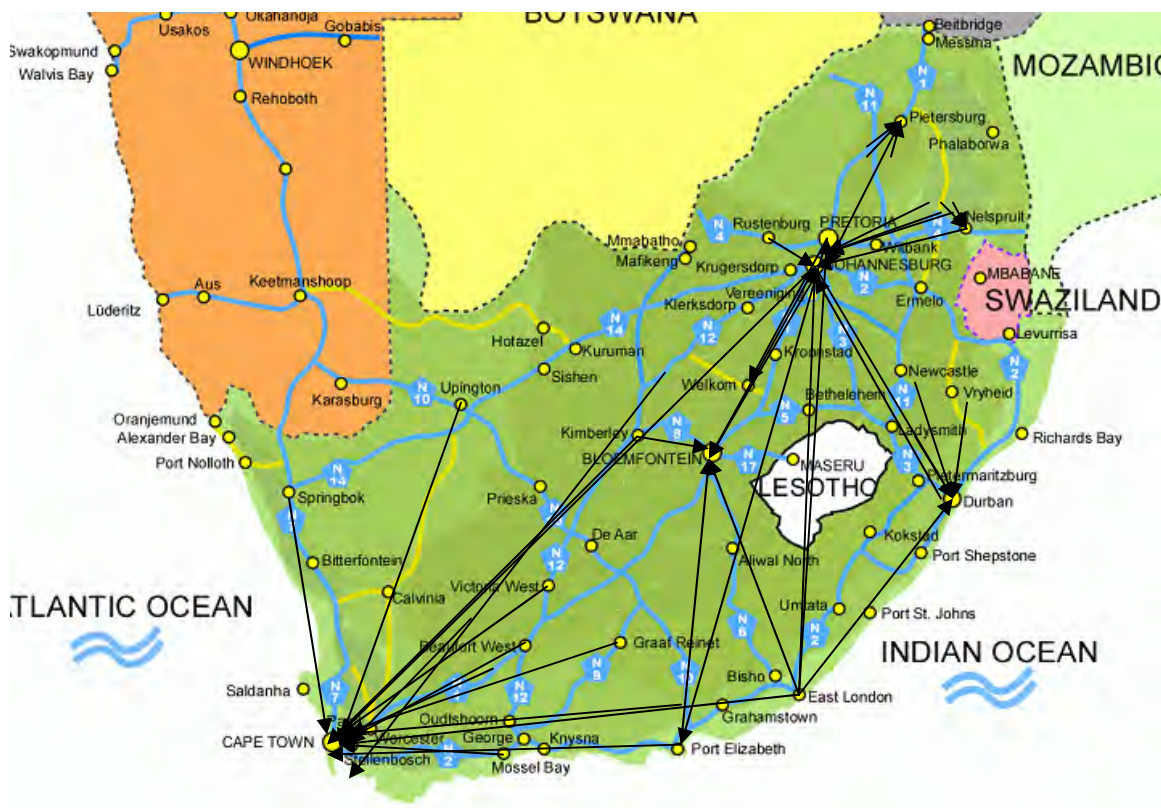 BOTSWANA
Usakos
Okahandja
Gobabis
Beitbridge
Messina
Swakopmund
WINDHOEK
Walvis Bay
MOZAMBIC
N
1
N
11
Rehoboth
Pietersburg
Phalaborwa
Nelspruit
Rustenburg
PRETORIA
N
4
Mmabatho
Witbank
Mafikeng
Krugersdorp
JOHANNESBURG
N
2
MBABANE
Aus
Keetmanshoop
Vereeniging
Ermelo
SWAZILAND
Lüderitz
Klerksdorp
N
14
N
12
N
3
Levurrisa
Hotazel
Kuruman
Kroonstad
Sishen
Newcastle
N
2
Karasburg
N
10
Upington
Welkom
Bethelehem
N
11
Vryheid
N
5
Oranjemund
Alexander Bay
Kimberley
N
8
Ladysmith
Richards Bay
Port Nolloth
BLOEMFONTEIN
N
17
MASERU
N
3
N
14
LESOTHO
Pietermaritzburg
Springbok
Prieska
Durban
De Aar
Kokstad
Aliwal North
Port Shepstone
Bitterfontein
N
12
Victoria West
Calvinia
ATLANTIC OCEAN
Umtata
Port St. Johns
N
6
N
2
Beaufort West
Graaf Reinet
INDIAN OCEAN
N
9
N
10
Bisho
Saldanha
N
7
N
12
East London
Oudtshoorn
Grahamstown
CAPE TOWN
Worcester
George
Knysna
Port Elizabeth
Stellenbosch
N
2
Mossel Bay